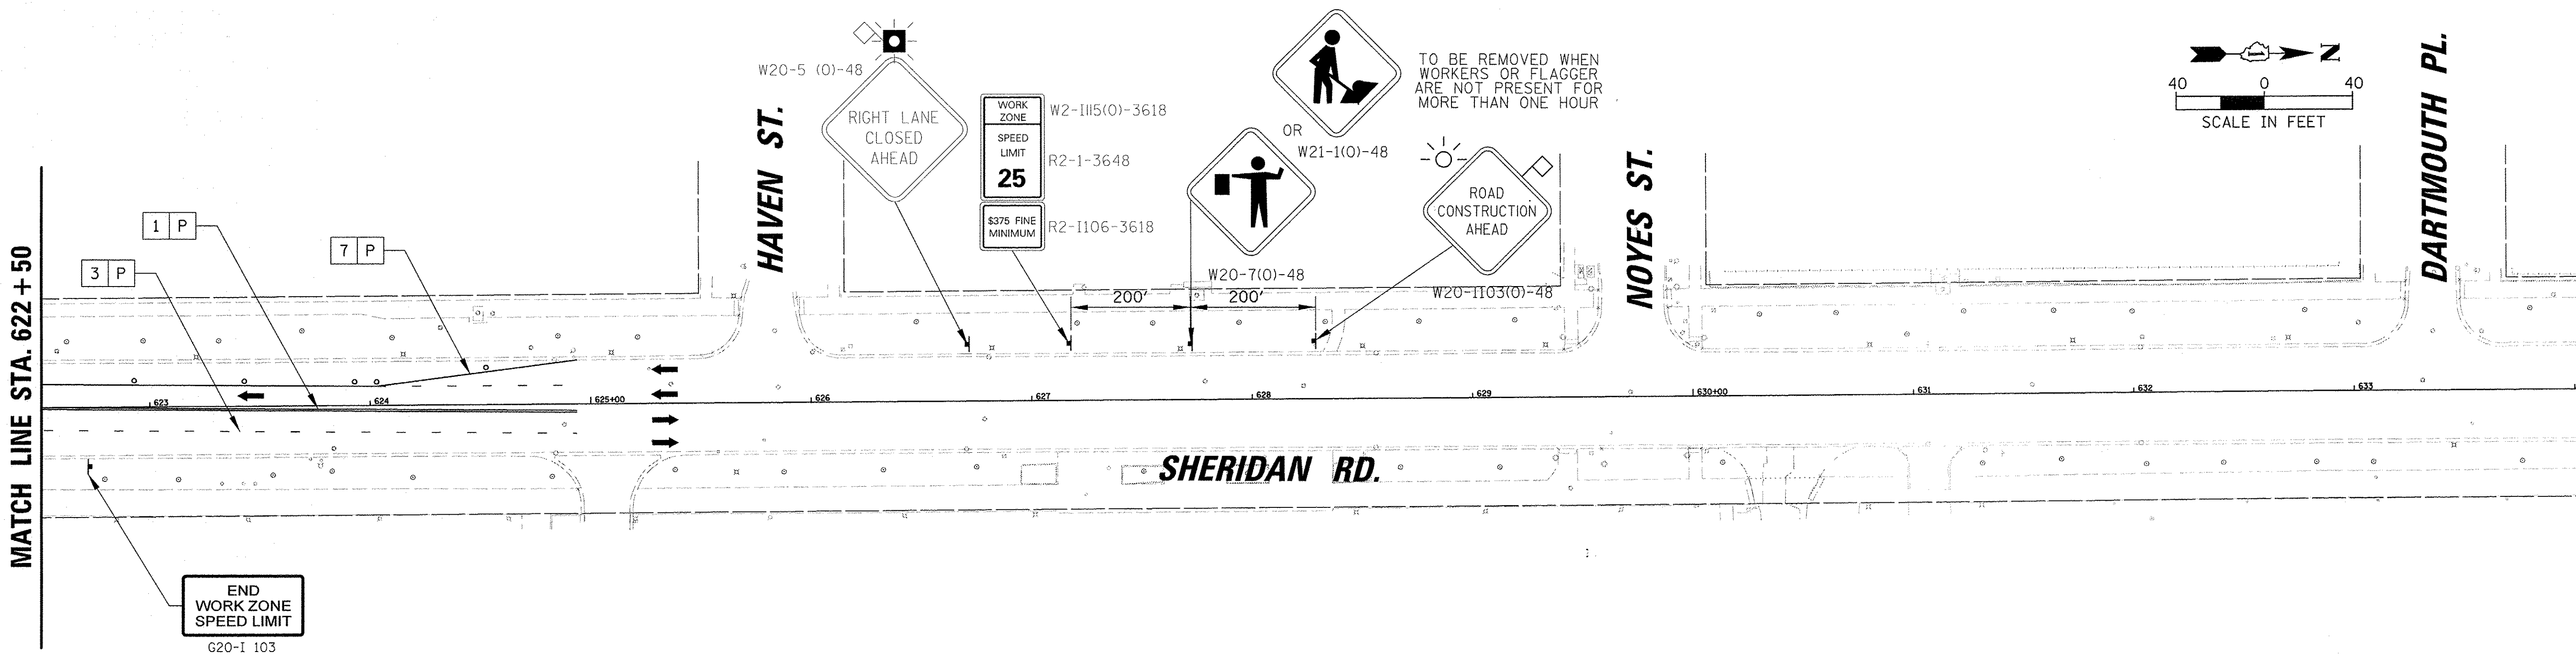 MATCH LINE STA. 622+50
3 P
1 P
7 P
HAVEN ST.
W20-5 (O)-48
RIGHT LANE
CLOSED
AHEAD
WORK
ZONE
SPEED
LIMIT
25
$375 FINE
MINIMUM
W2-I115(O)-3618
R2-1-3648
R2-I106-3618
OR
W21-1(O)-48
W20-7(O)-48
TO BE REMOVED WHEN
WORKERS OR FLAGGER
ARE NOT PRESENT FOR
MORE THAN ONE HOUR
ROAD
CONSTRUCTION
AHEAD
W20-I103(O)-48
200'
200'
NOYES ST.
N
40 0 40
SCALE IN FEET
DARTMOUTH PL.
623
624
625+00
626
627
628
629
630+00
631
632
633
SHERIDAN RD.
END
WORK ZONE
SPEED LIMIT
G20-I 103